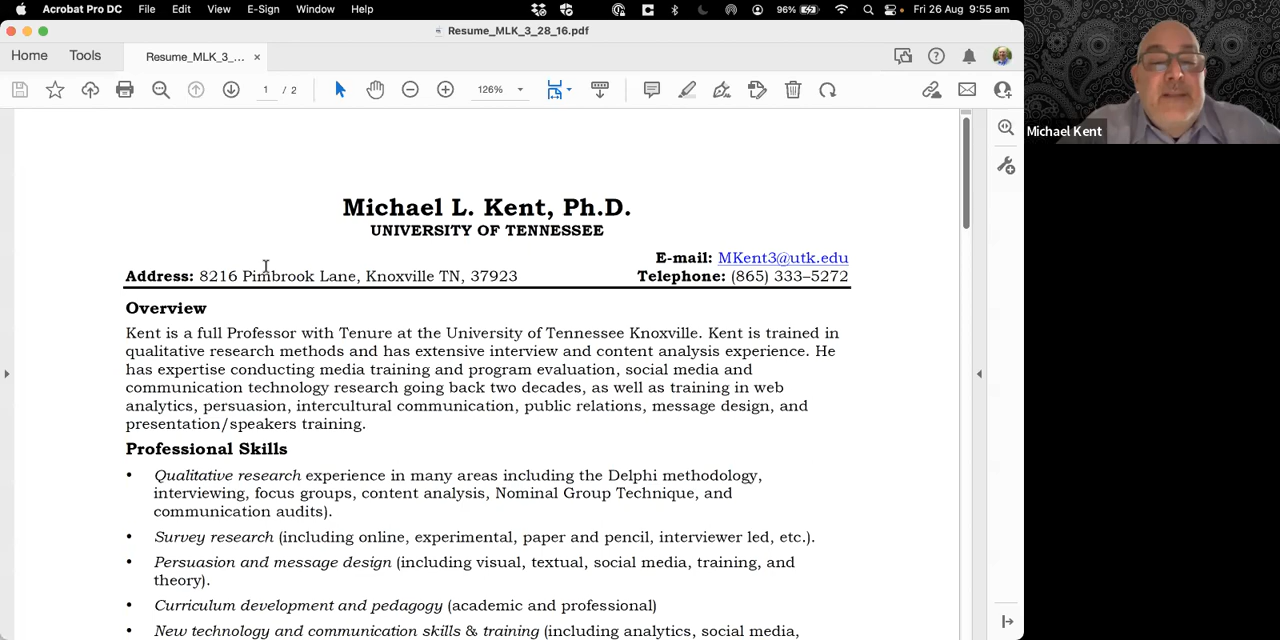 Acrobat Pro DC File Edit View E-Sign Window Help 96% Fri 26 Aug 9:55 am
Resume_MLK_3_28_16.pdf
Home Tools Resume_MLK_3_... ×
1 / 2 126%
Michael Kent
Michael L. Kent, Ph.D.
UNIVERSITY OF TENNESSEE
E-mail: MKent3@utk.edu
Address: 8216 Pimbrook Lane, Knoxville TN, 37923 Telephone: (865) 333–5272
Overview
Kent is a full Professor with Tenure at the University of Tennessee Knoxville. Kent is trained in
qualitative research methods and has extensive interview and content analysis experience. He
has expertise conducting media training and program evaluation, social media and
communication technology research going back two decades, as well as training in web
analytics, persuasion, intercultural communication, public relations, message design, and
presentation/speakers training.
Professional Skills
• Qualitative research experience in many areas including the Delphi methodology,
interviewing, focus groups, content analysis, Nominal Group Technique, and
communication audits).
• Survey research (including online, experimental, paper and pencil, interviewer led, etc.).
• Persuasion and message design (including visual, textual, social media, training, and
theory).
• Curriculum development and pedagogy (academic and professional)
• New technology and communication skills & training (including analytics, social media,